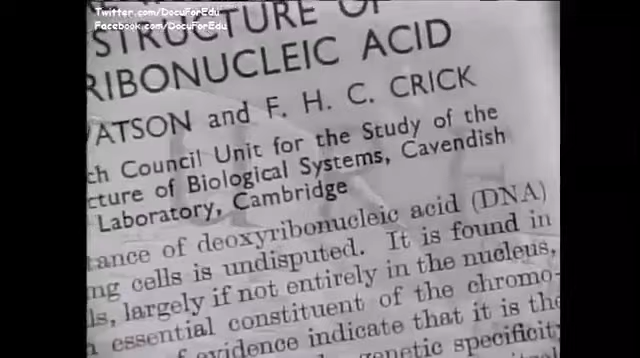 Twitter.com/DocuForEdu
Facebook.com/DocuForEdu
STRUCTURE OF
RIBONUCLEIC ACID
WATSON and F. H. C. CRICK
ch Council Unit for the Study of the
cture of Biological Systems, Cavendish
Laboratory, Cambridge
tance of deoxyribonucleic acid (DNA)
ng cells is undisputed. It is found in
ls, largely if not entirely in the nucleus,
essential constituent of the chromo-
evidence indicate that it is the
genetic specificity